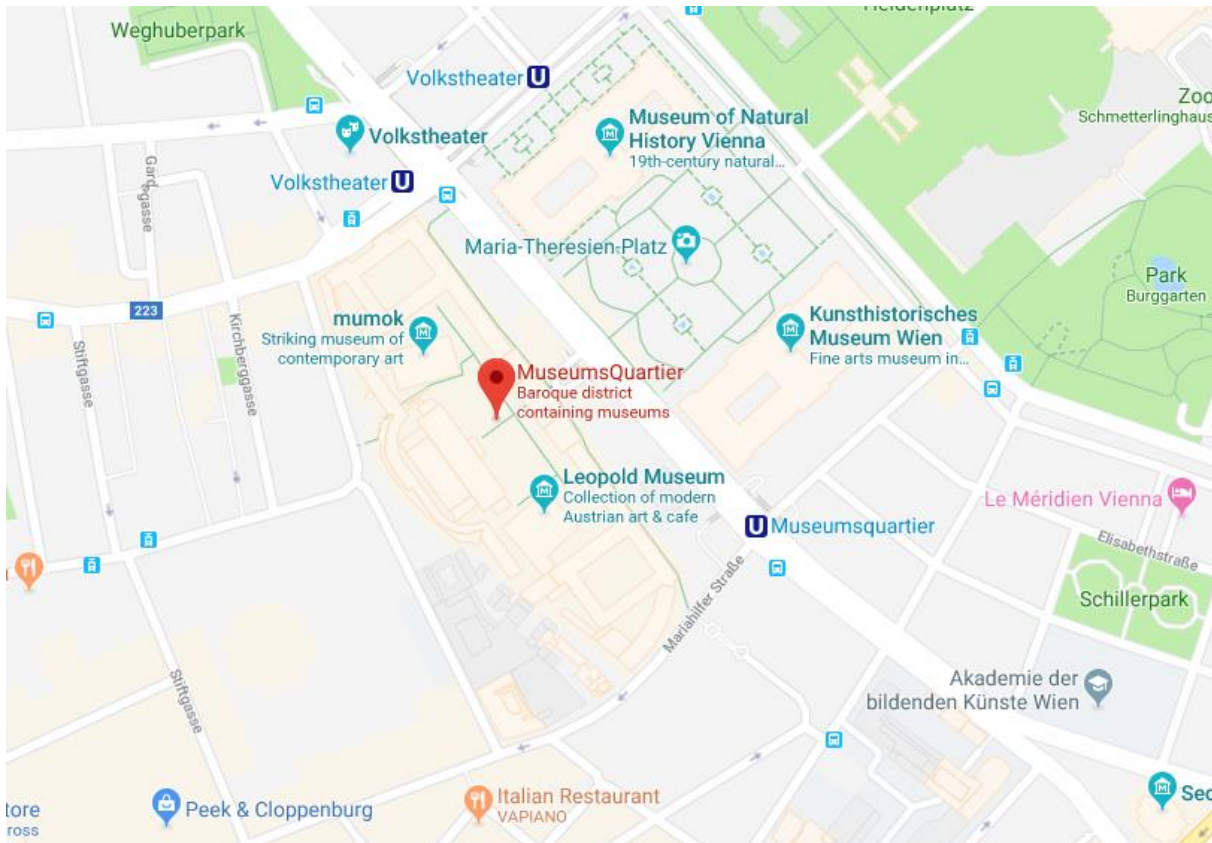 Heldenplatz
Weghuberpark
Volkstheater
Zoo
Schmetterlinghaus
Museum of Natural
History Vienna
19th-century natural...
Volkstheater
Volkstheater
Gardegasse
Maria-Theresien-Platz
Park
Burggarten
223
mumok
Striking museum of
contemporary art
Kunsthistorisches
Museum Wien
Fine arts museum in...
Stiftgasse
Kirchberggasse
MuseumsQuartier
Baroque district
containing museums
Leopold Museum
Collection of modern
Austrian art & cafe
Le Méridien Vienna
Museumsquartier
Elisabethstraße
Schillerpark
Mariahilfer Straße
Stiftgasse
Akademie der
bildenden Künste Wien
Italian Restaurant
VAPIANO
Peek & Cloppenburg
tore
ross
Sec